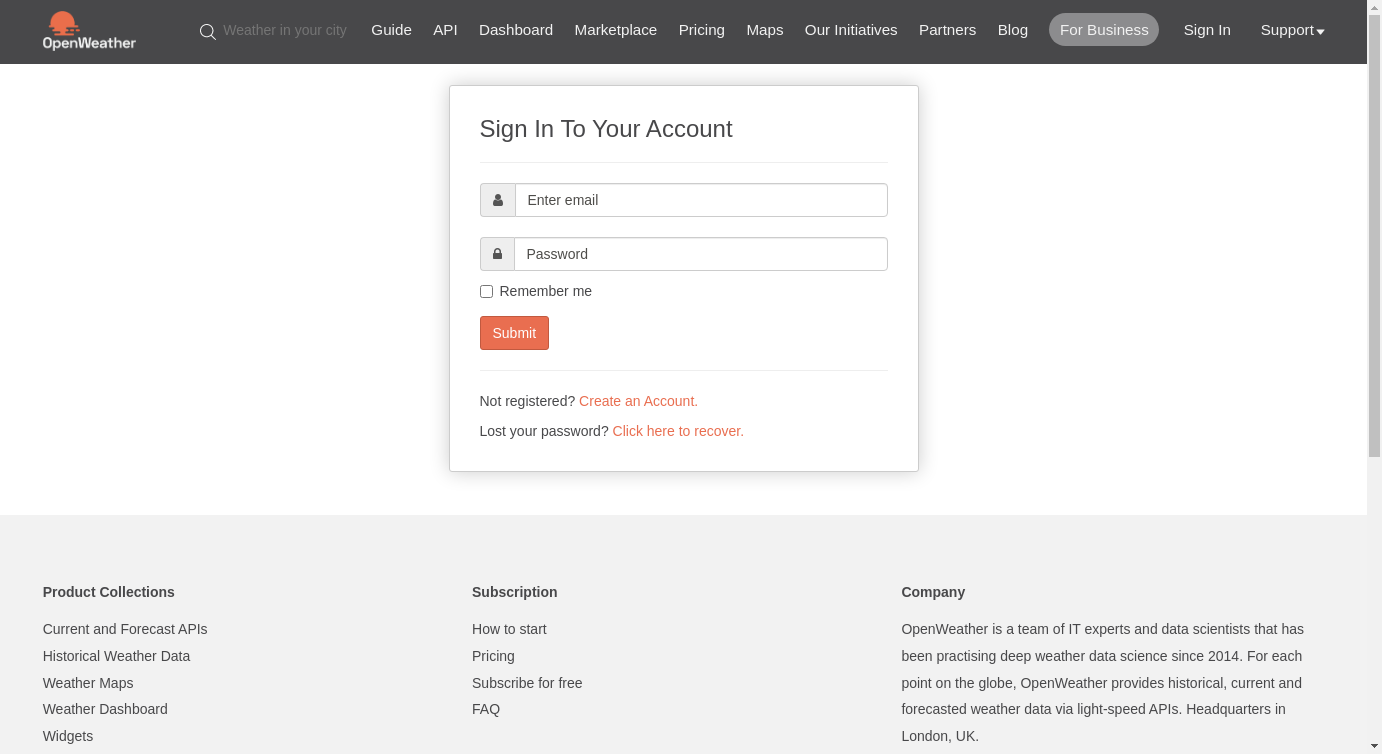 OpenWeather
Weather in your city
Guide
API
Dashboard
Marketplace
Pricing
Maps
Our Initiatives
Partners
Blog
For Business
Sign In
Support
Sign In To Your Account
Enter email
Password
Remember me
Submit
Not registered? Create an Account.
Lost your password? Click here to recover.
Product Collections
Current and Forecast APIs
Historical Weather Data
Weather Maps
Weather Dashboard
Widgets
Subscription
How to start
Pricing
Subscribe for free
FAQ
Company
OpenWeather is a team of IT experts and data scientists that has
been practising deep weather data science since 2014. For each
point on the globe, OpenWeather provides historical, current and
forecasted weather data via light-speed APIs. Headquarters in
London, UK.